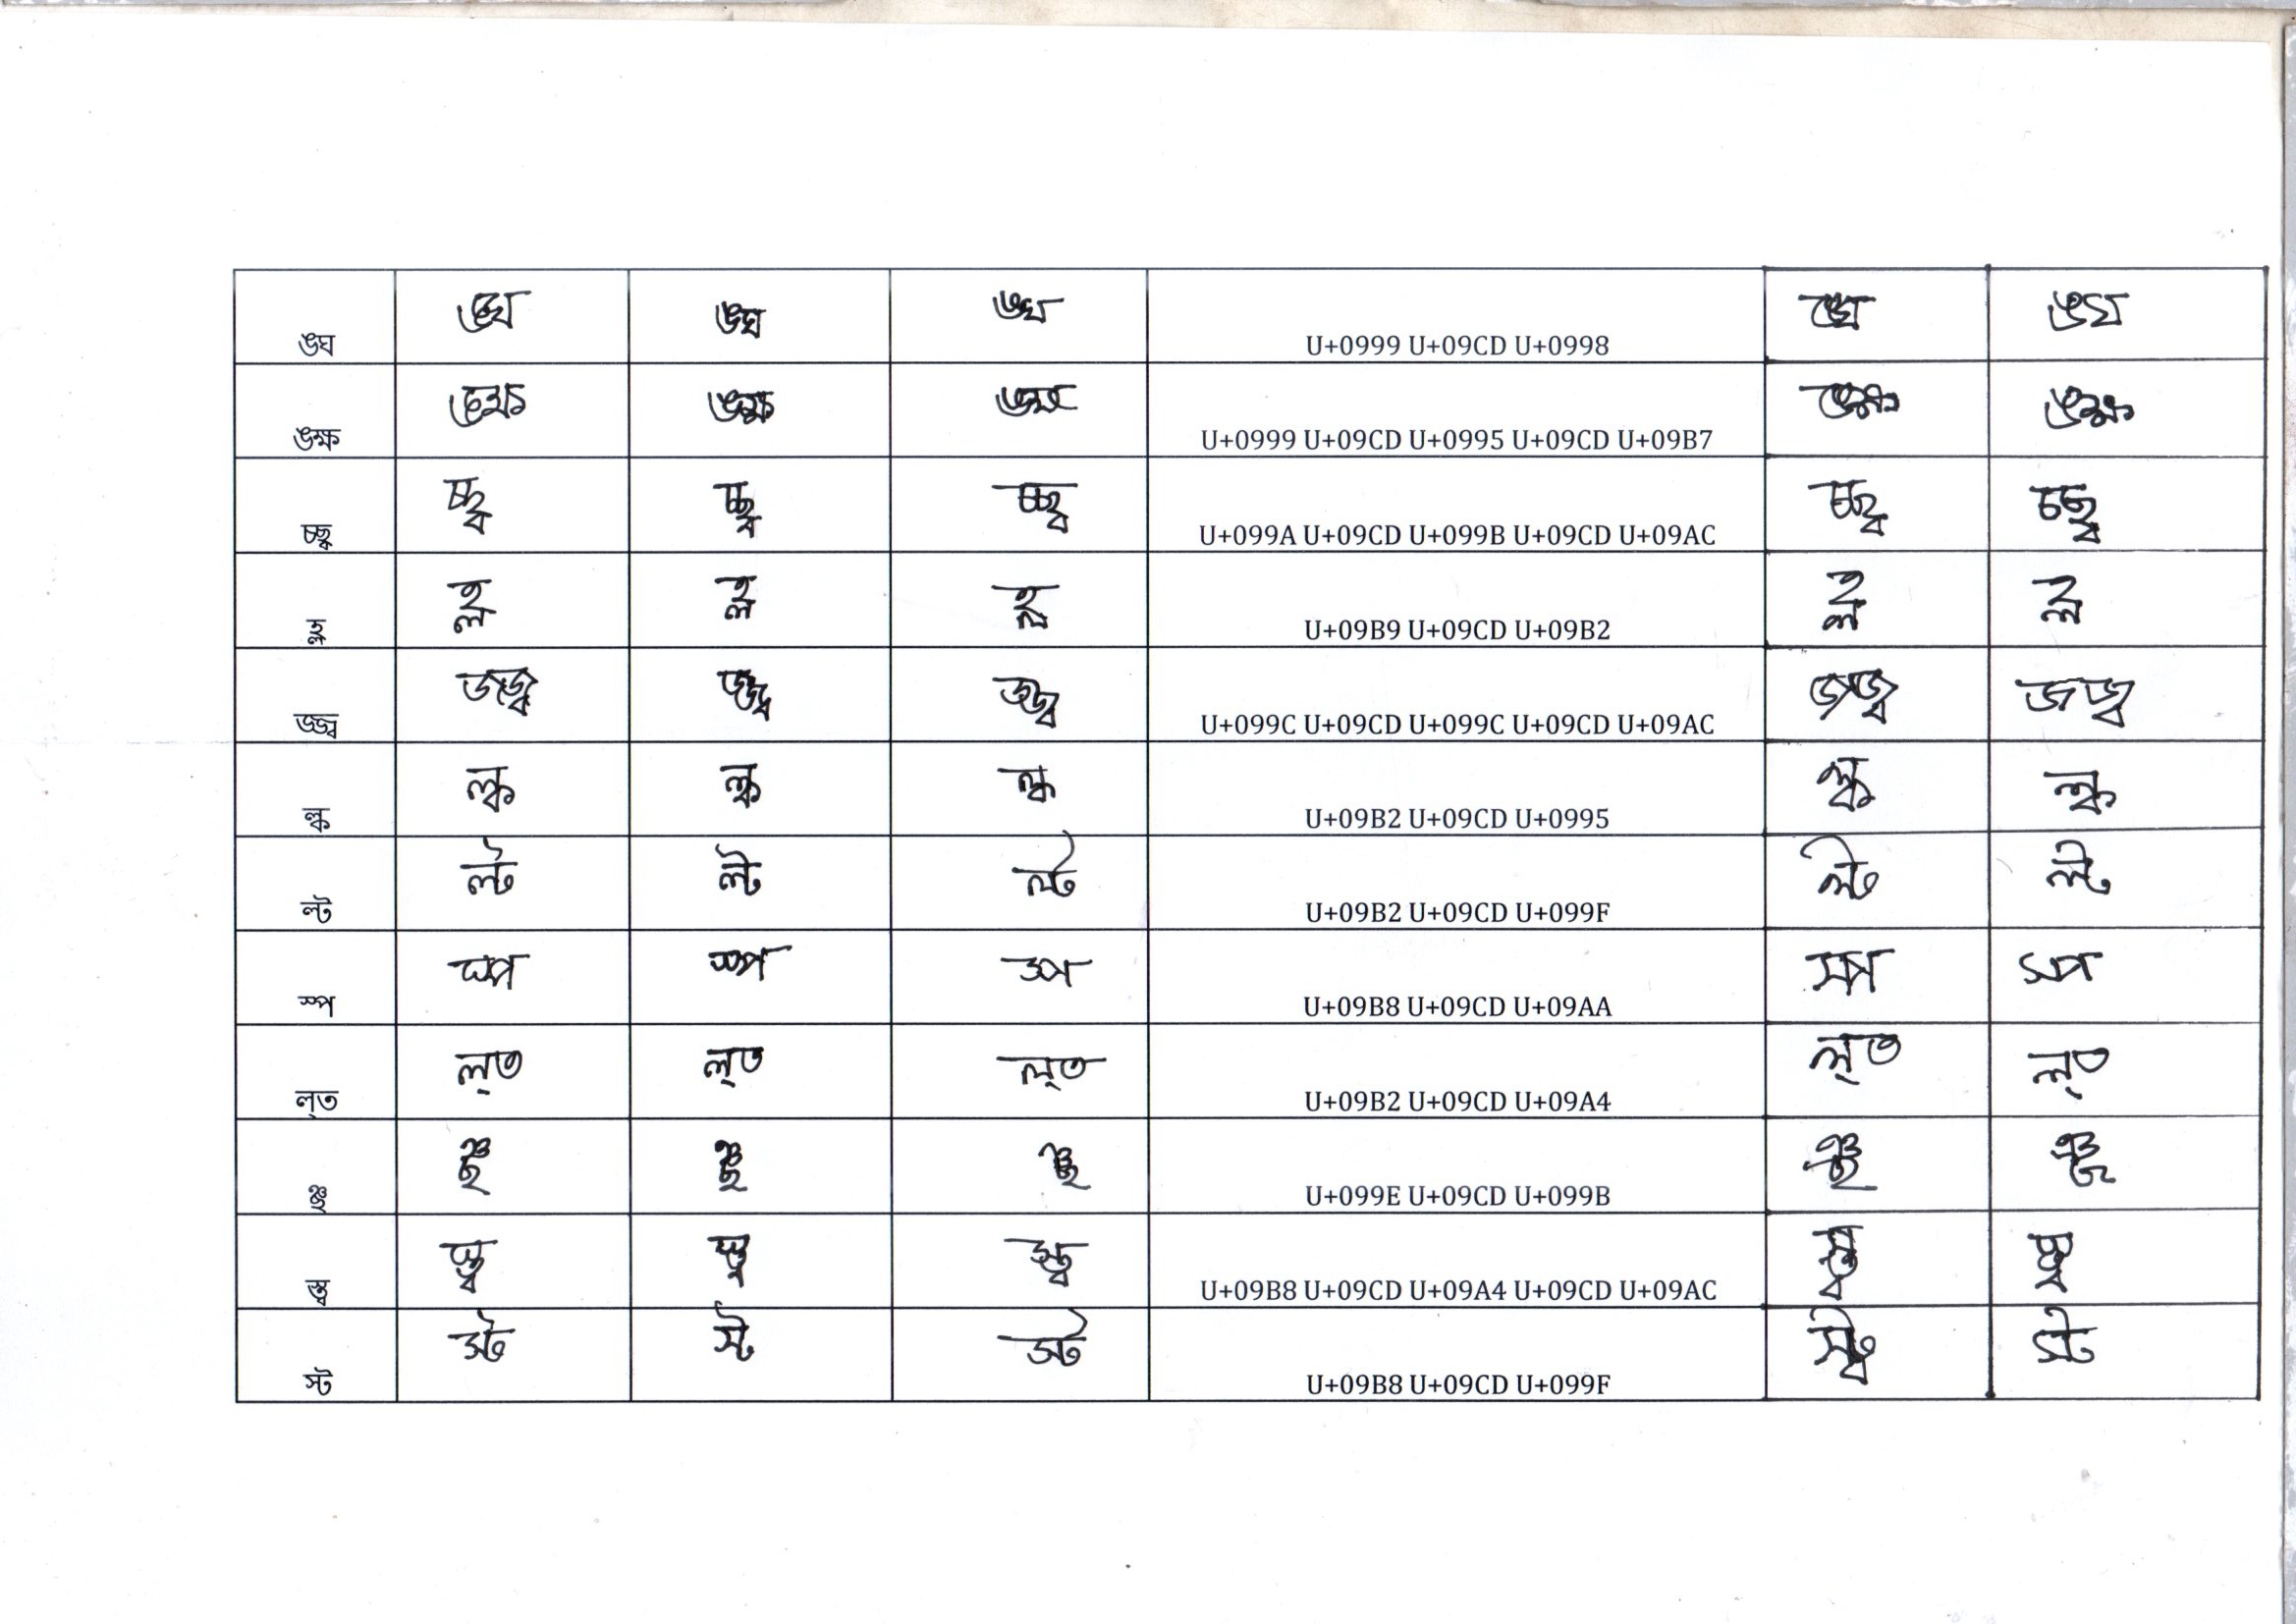 ঙ্ঘ ঙ্ঘ ঙ্ঘ ঙ্ঘ U+0999 U+09CD U+0998 ঙ্ঘ ঙ্ঘ
ঙ্ক্ষ ঙ্ক্ষ ঙ্ক্ষ ঙ্ক্ষ U+0999 U+09CD U+0995 U+09CD U+09B7 ঙ্ক্ষ ঙ্ক্ষ
চ্ছ্ব চ্ছ্ব চ্ছ্ব চ্ছ্ব U+099A U+09CD U+099B U+09CD U+09AC চ্ছ্ব চ্ছ্ব
হ্ল হ্ল হ্ল হ্ল U+09B9 U+09CD U+09B2 হ্ল হ্ল
জ্জ্ব জ্জ্ব জ্জ্ব জ্জ্ব U+099C U+09CD U+099C U+09CD U+09AC জ্জ্ব জ্জ্ব
ল্ক ল্ক ল্ক ল্ক U+09B2 U+09CD U+0995 ল্ক ল্ক
ল্ট ল্ট ল্ট ল্ট U+09B2 U+09CD U+099F ল্ট ল্ট
স্প স্প স্প স্প U+09B8 U+09CD U+09AA স্প স্প
ল্ত ল্ত ল্ত ল্ত U+09B2 U+09CD U+09A4 ল্ত ল্ত
ঞ্ছ ঞ্ছ ঞ্ছ ঞ্ছ U+099E U+09CD U+099B ঞ্ছ ঞ্ছ
স্ত্ব স্ত্ব স্ত্ব স্ত্ব U+09B8 U+09CD U+09A4 U+09CD U+09AC স্ত্ব স্ত্ব
স্ট স্ট স্ট স্ট U+09B8 U+09CD U+099F স্ট স্ট